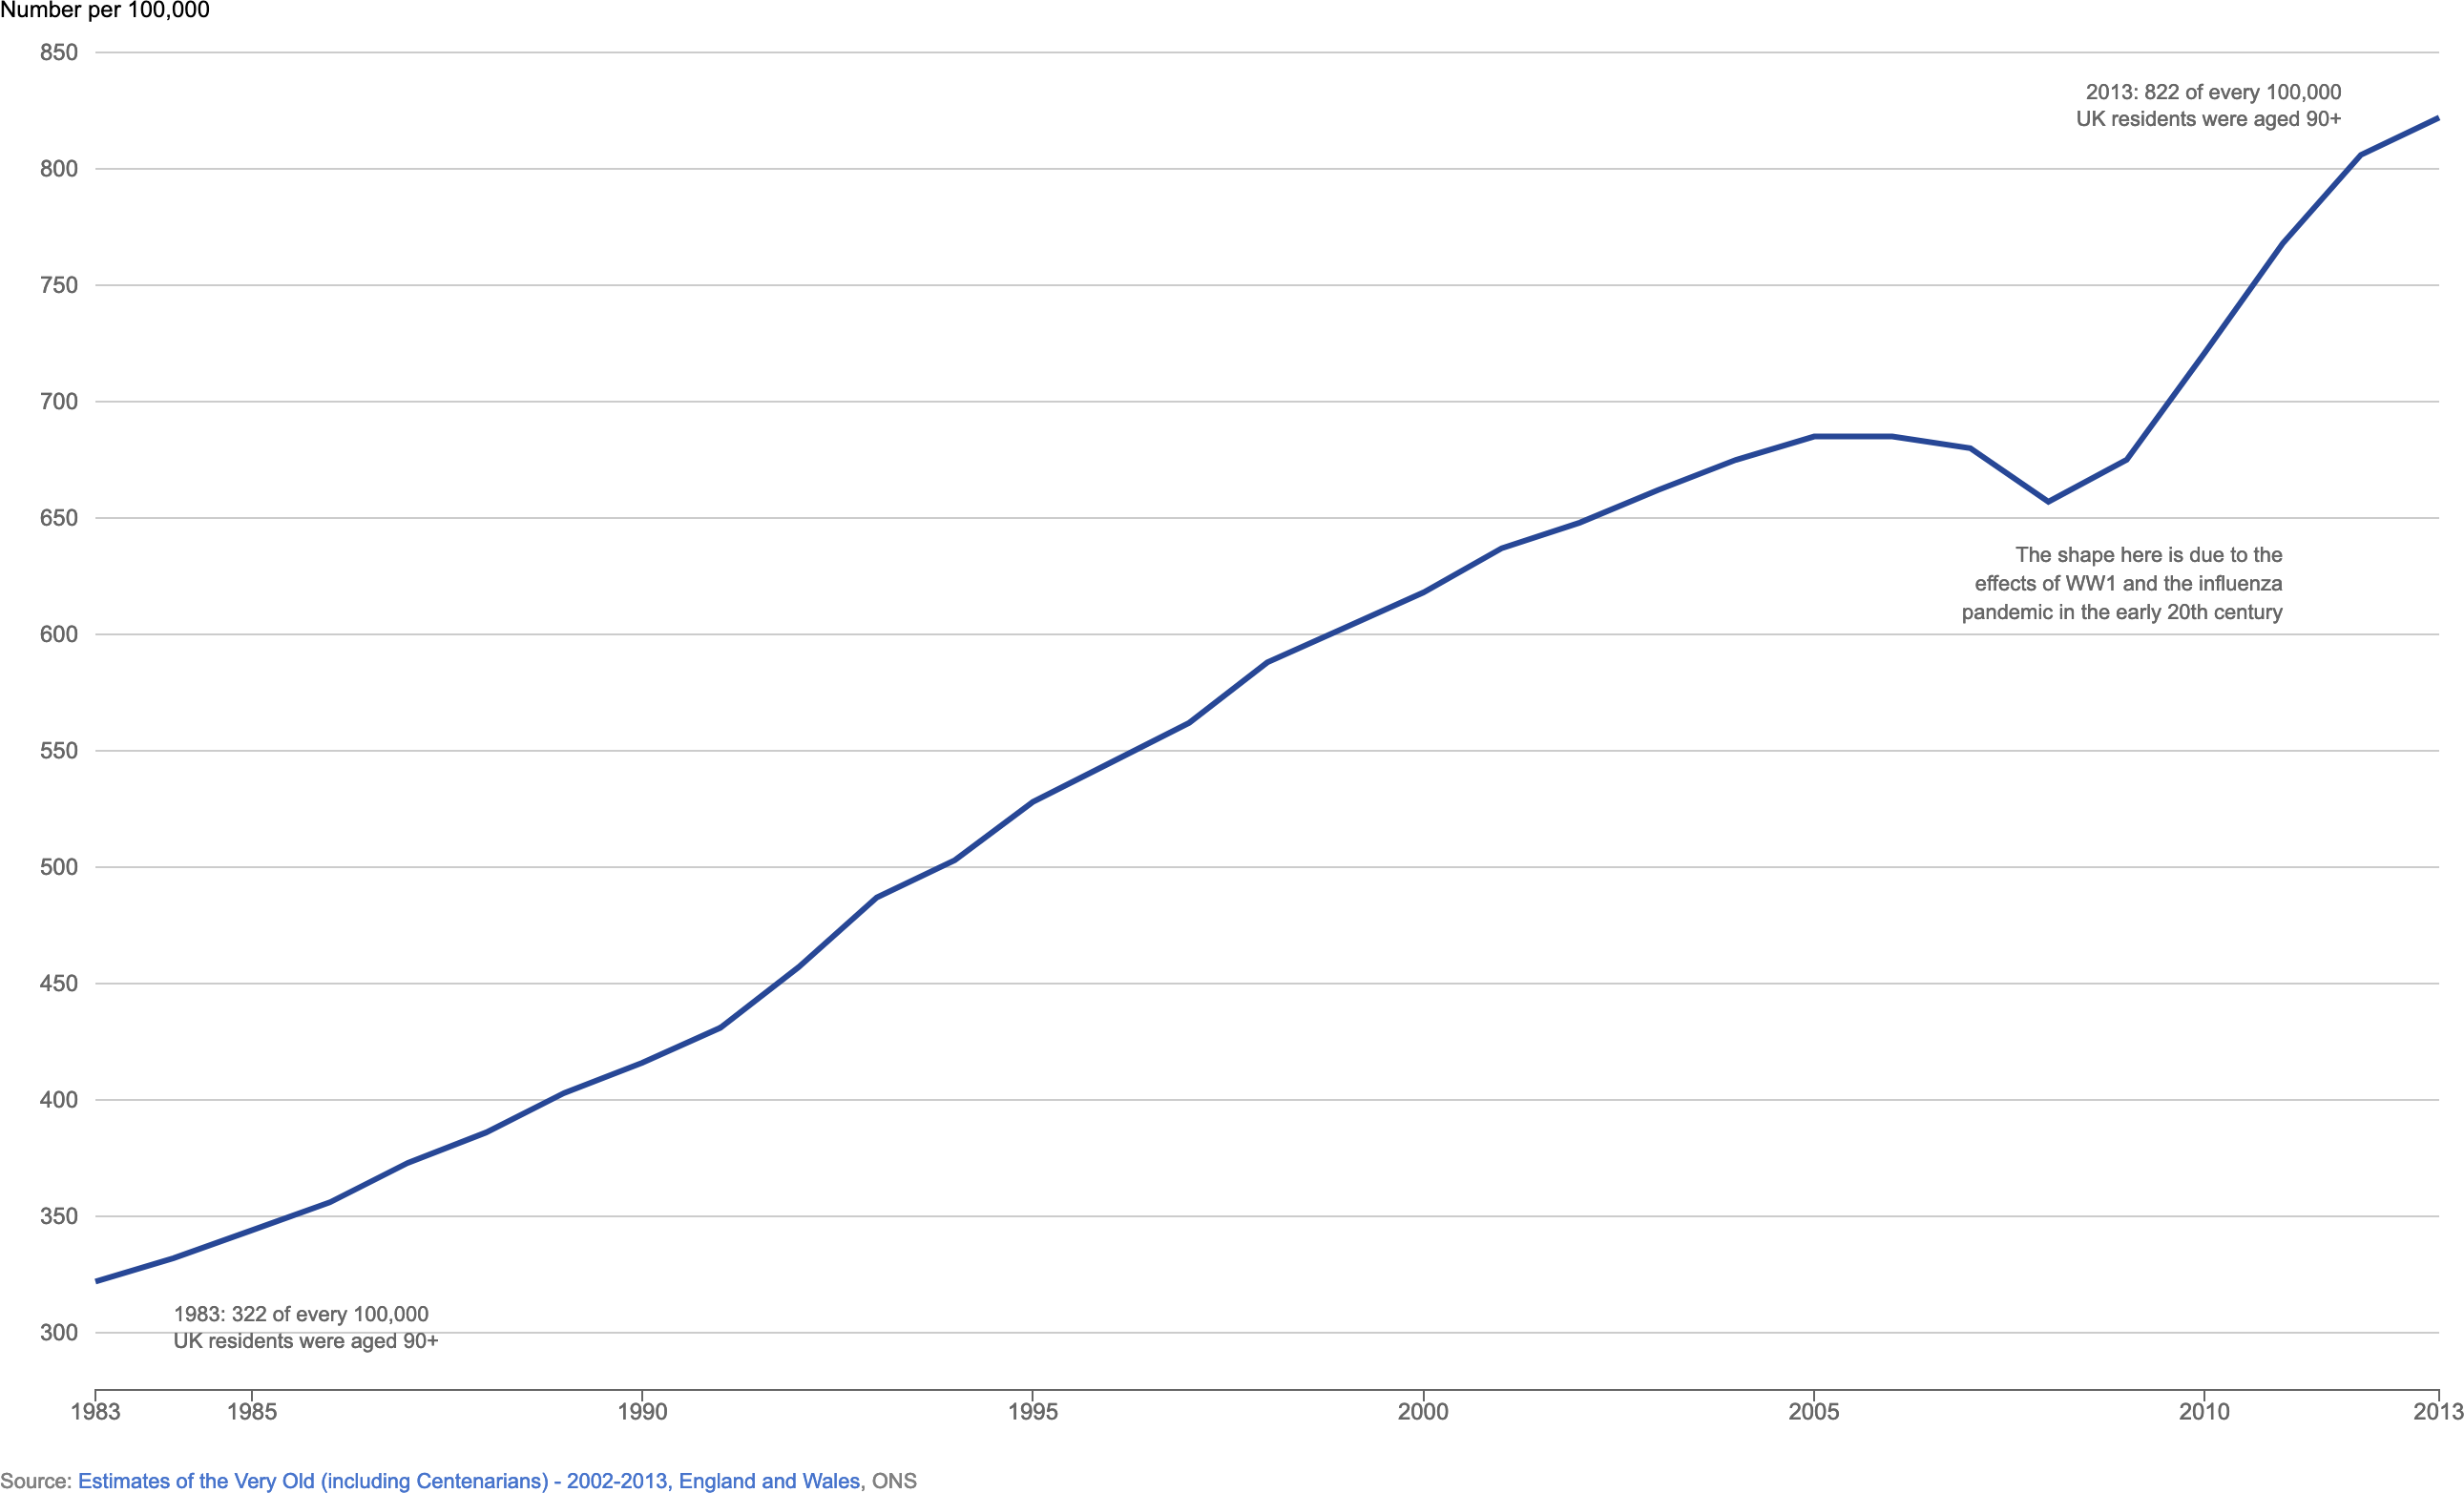 Number per 100,000
850
2013: 822 of every 100,000
UK residents were aged 90+
800
750
700
650
The shape here is due to the
effects of WW1 and the influenza
pandemic in the early 20th century
600
550
500
450
400
350
1983: 322 of every 100,000
300
UK residents were aged 90+
1983 1985 1990 1995 2000 2005 2010 2013
Source: Estimates of the Very Old (including Centenarians) - 2002-2013, England and Wales, ONS